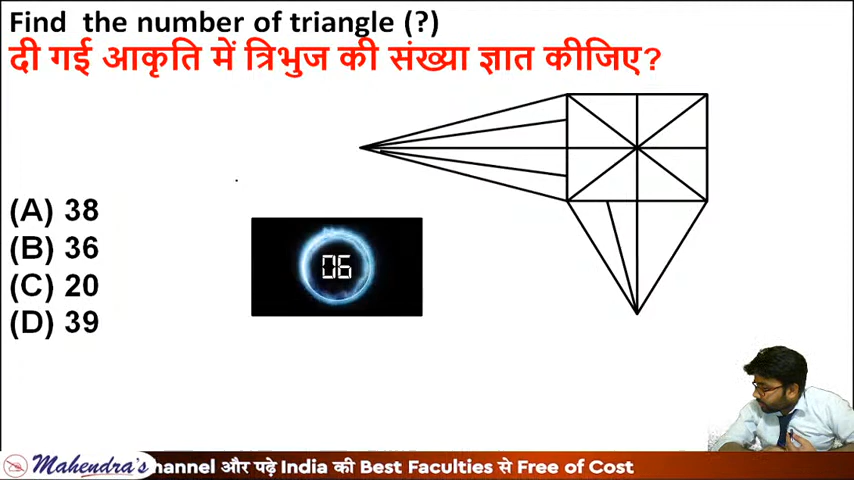 Find the number of triangle (?)
दी गई आकृति में त्रिभुज की संख्या ज्ञात कीजिए?
(A) 38
(B) 36
(C) 20
(D) 39
06
Mahendra's
hannel और पढ़े India की Best Faculties से Free of Cost